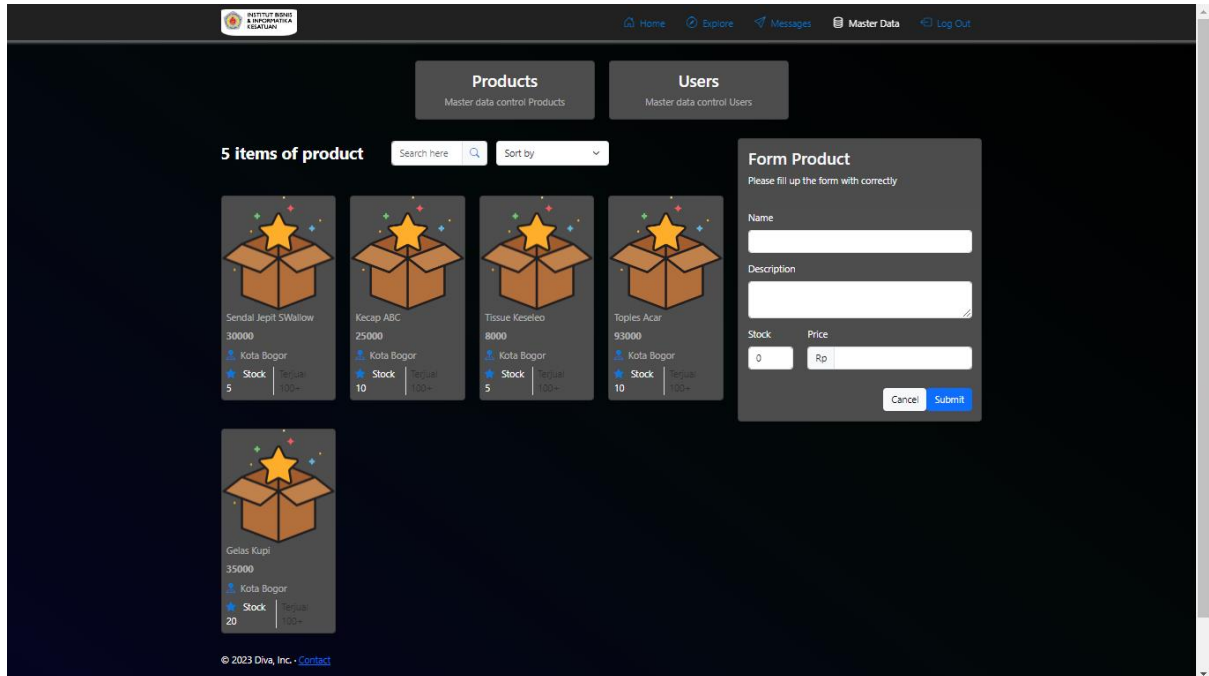 INSTITUT BISNIS
& INFORMATIKA
KESATUAN
Home Explore Messages Master Data Log Out
Products
Master data control Products
Users
Master data control Users
5 items of product
Search here
Sort by
Sendal Jepit SWallow
30000
Kota Bogor
Stock
5
Terjual
100+
Kecap ABC
25000
Kota Bogor
Stock
10
Terjual
100+
Tissue Keseleo
8000
Kota Bogor
Stock
5
Terjual
100+
Toples Acar
93000
Kota Bogor
Stock
10
Terjual
100+
Gelas Kupi
35000
Kota Bogor
Stock
20
Terjual
100+
Form Product
Please fill up the form with correctly
Name
Description
Stock Price
0 Rp
Cancel Submit
© 2023 Diva, Inc. · Contact